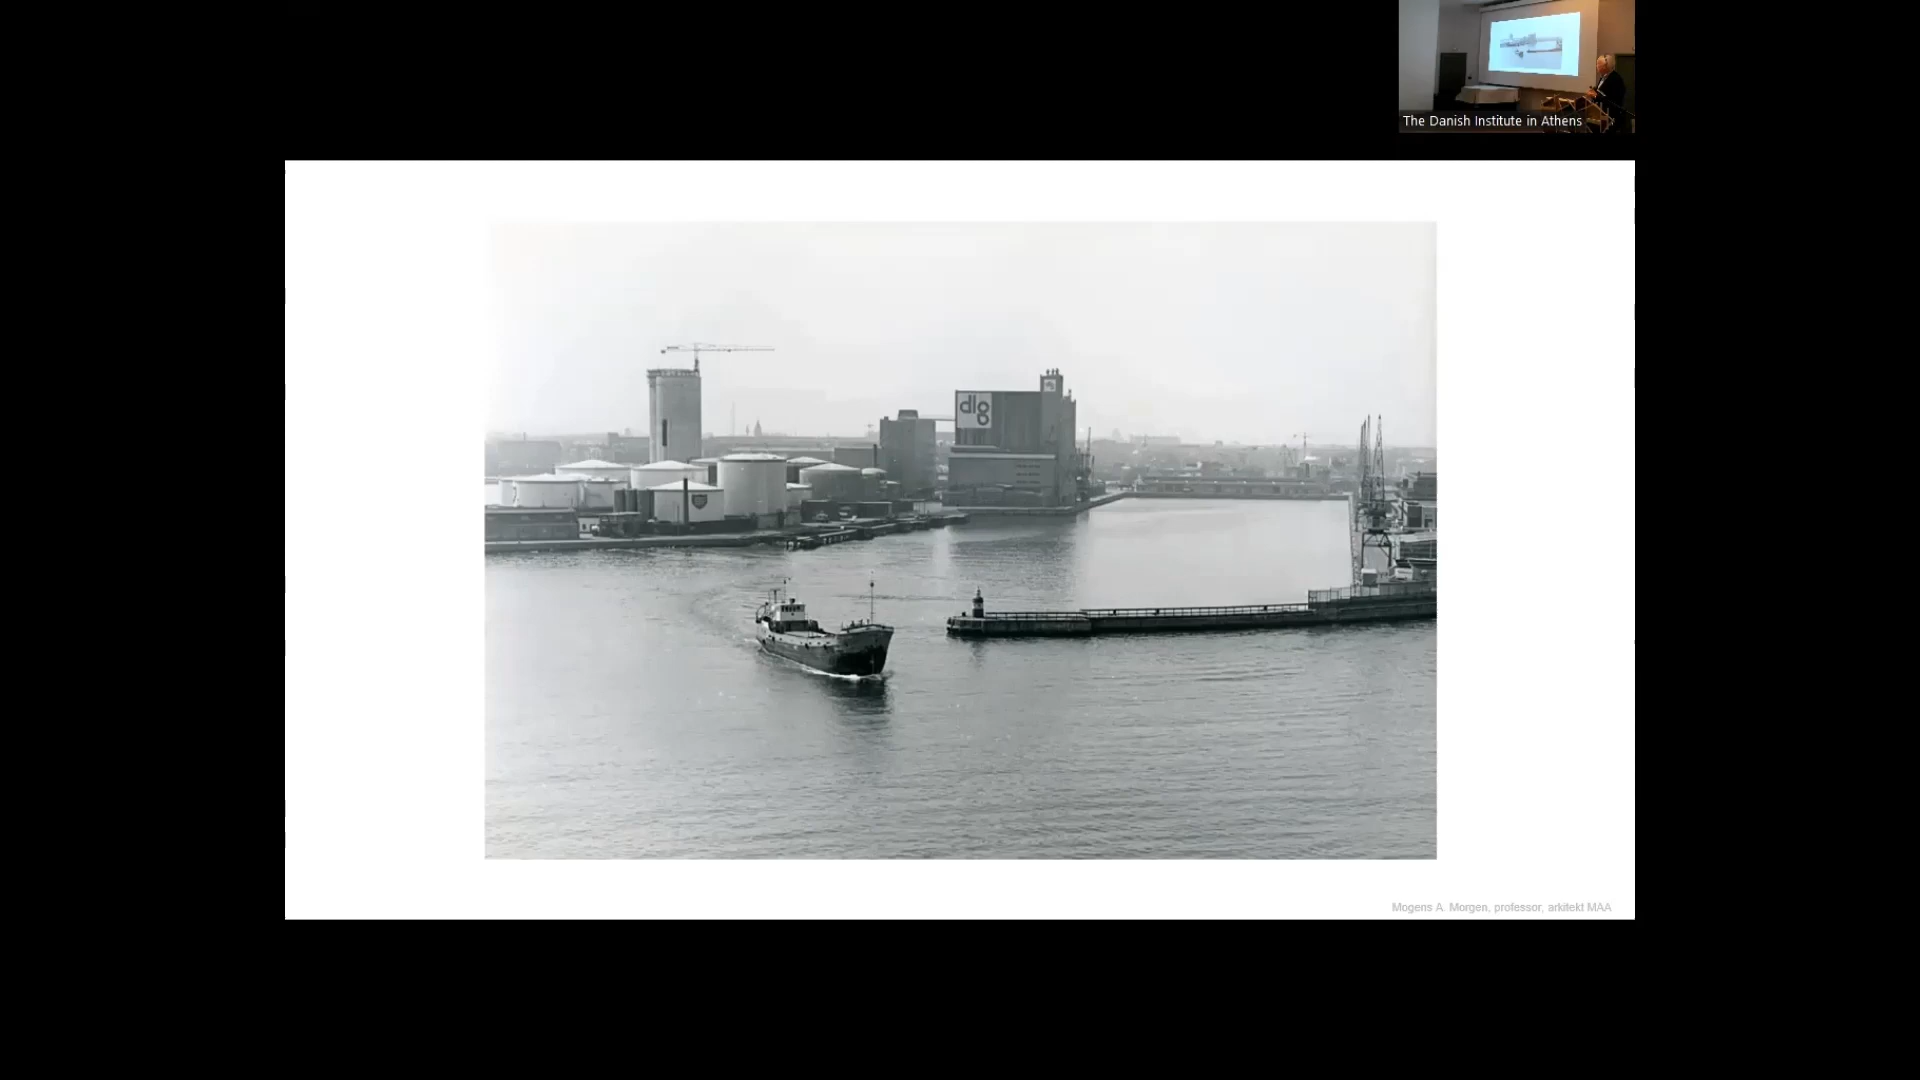 The Danish Institute in Athens
dlg
Mogens A. Morgen, professor, arkitekt MAA